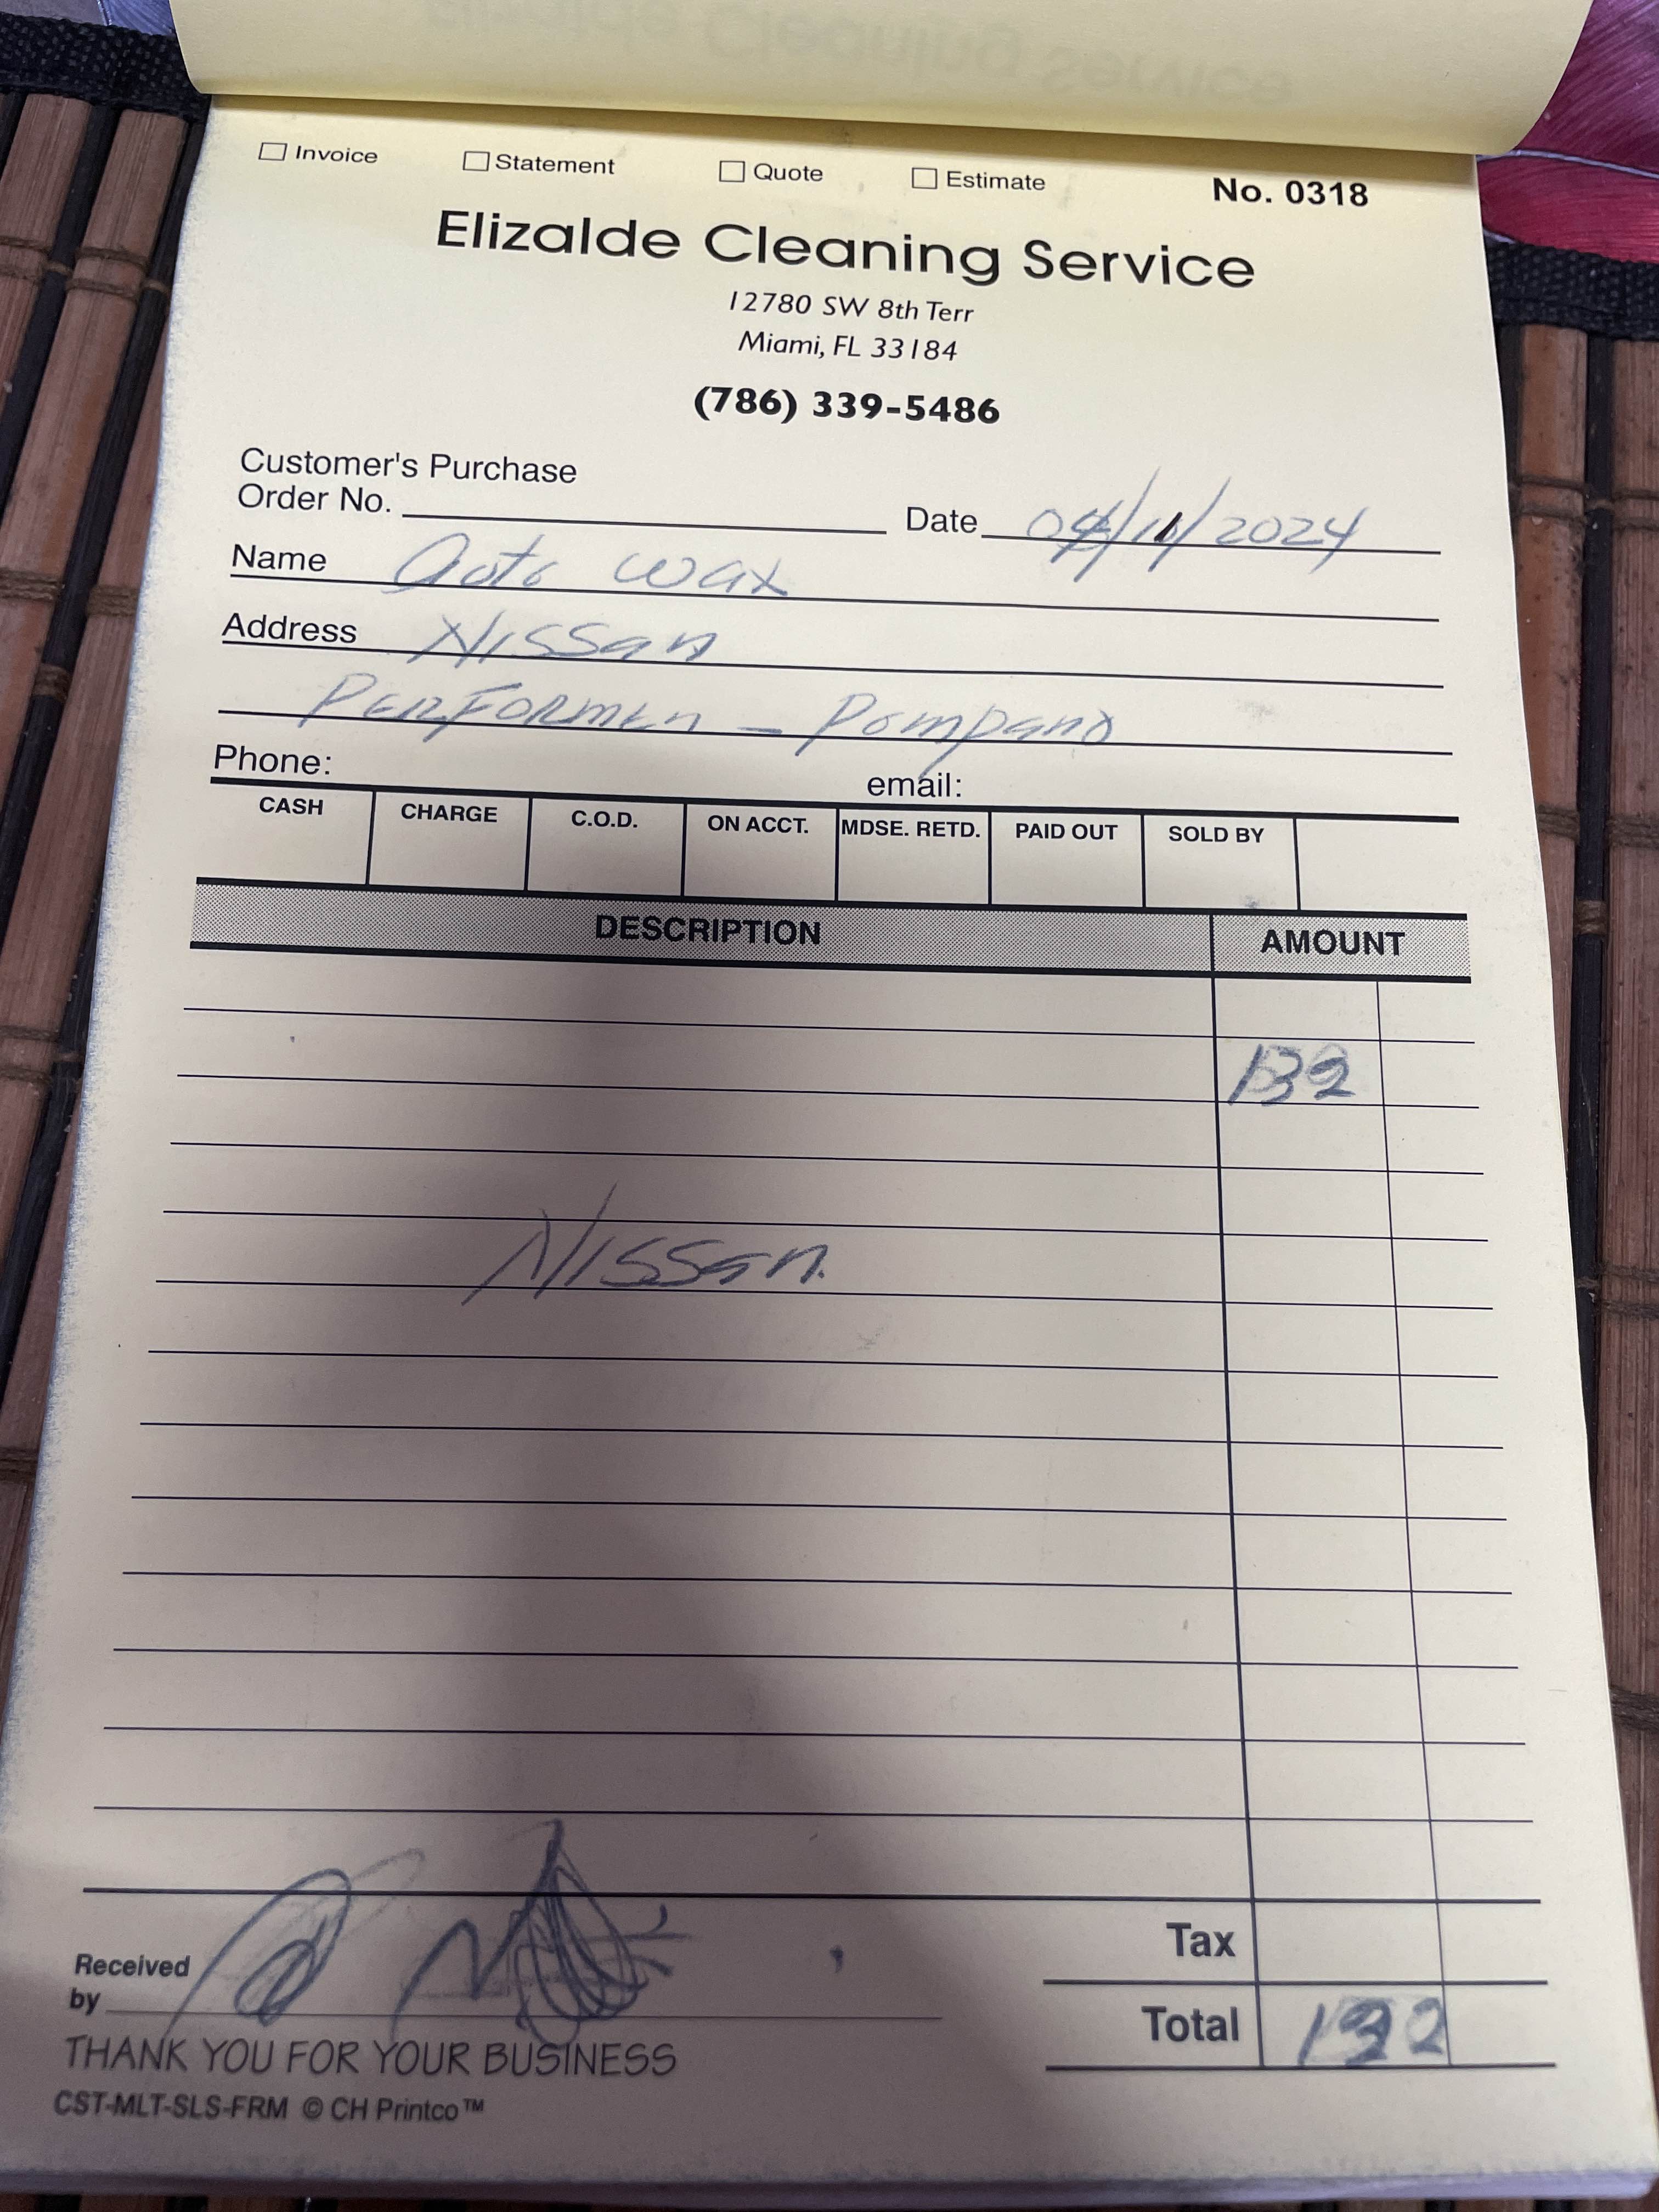 ☐ Invoice ☐ Statement ☐ Quote ☐ Estimate No. 0318
Elizalde Cleaning Service
12780 SW 8th Terr
Miami, FL 33184
(786) 339-5486
Customer's Purchase
Order No. Date 04/11/2024
Name Auto wax
Address Nissan
PERFORMEN - Pompano
Phone: email:
CASH CHARGE C.O.D. ON ACCT. MDSE. RETD. PAID OUT SOLD BY
DESCRIPTION AMOUNT
132
Nissan.
Tax
Received
by
Total 132
THANK YOU FOR YOUR BUSINESS
CST-MLT-SLS-FRM © CH Printco™